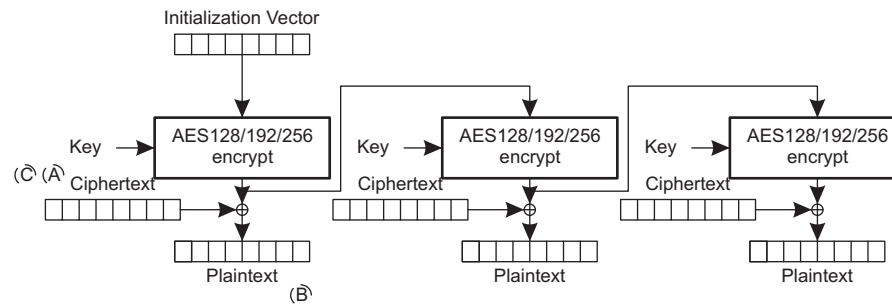 Initialization Vector
AES128/192/256
encrypt
AES128/192/256
encrypt
AES128/192/256
encrypt
Key
Key
Key
(C) (A)
Ciphertext
Ciphertext
Ciphertext
Plaintext
Plaintext
Plaintext
(B)